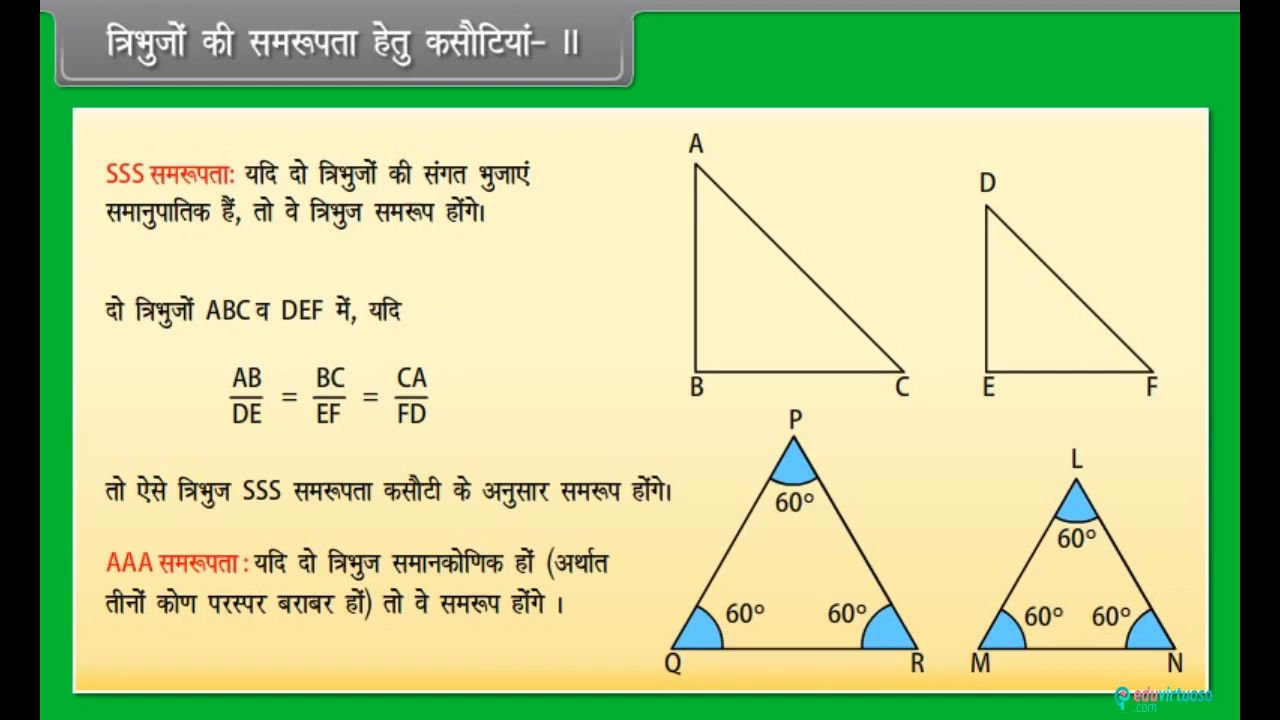 त्रिभुजों की समरूपता हेतु कसौटियां- II
SSS समरूपता: यदि दो त्रिभुजों की संगत भुजाएं
समानुपातिक हैं, तो वे त्रिभुज समरूप होंगे।
दो त्रिभुजों ABC व DEF में, यदि
AB/DE = BC/EF = CA/FD
तो ऐसे त्रिभुज SSS समरूपता कसौटी के अनुसार समरूप होंगे।
AAA समरूपता : यदि दो त्रिभुज समानकोणिक हों (अर्थात
तीनों कोण परस्पर बराबर हों) तो वे समरूप होंगे ।
A
B
C
D
E
F
P
60°
60°
60°
Q
R
L
60°
60°
60°
M
N
eduvirtuoso
.com